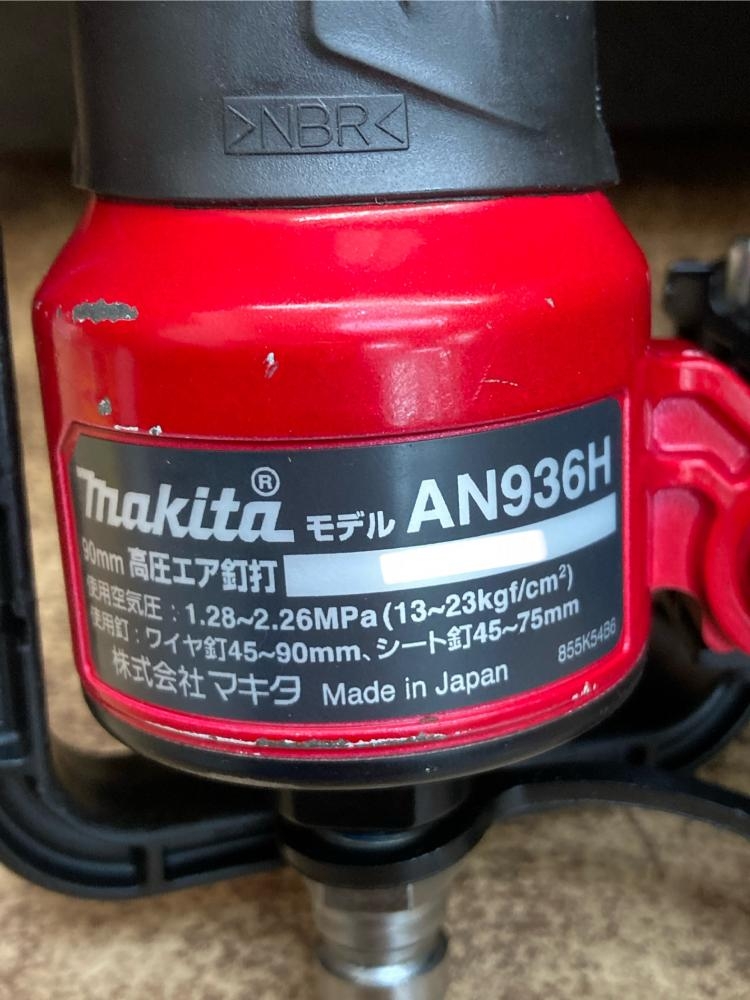 >NBR<
makita® モデル AN936H
90mm 高圧エア釘打
使用空気圧：1.28~2.26MPa(13~23kgf/cm²)
使用釘：ワイヤ釘45~90mm、シート釘45~75mm
株式会社マキタ Made in Japan 855K54B6